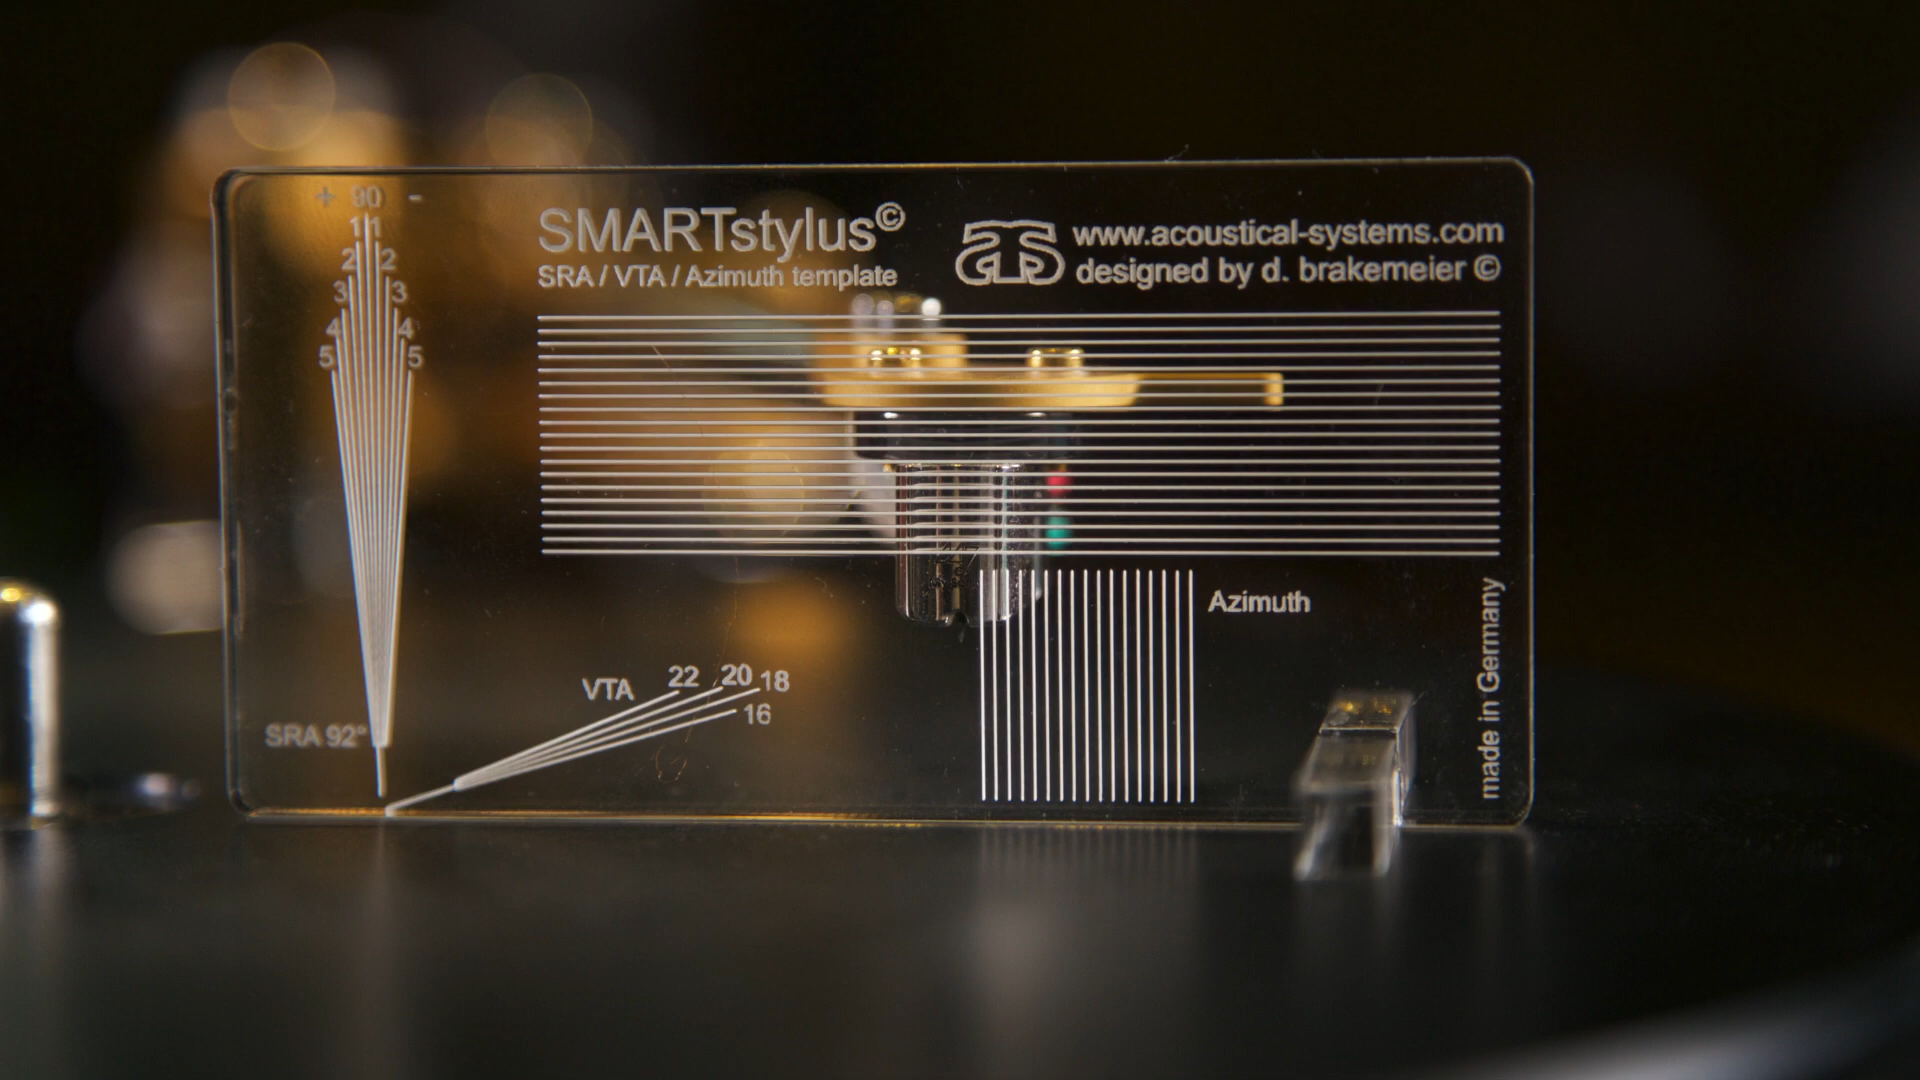 + 90 -
1 1
2 2
3 3
4 4
5 5
SRA 92°
SMARTstylus©
SRA / VTA / Azimuth template
www.acoustical-systems.com
designed by d. brakemeier ©
VTA 22 20 18
16
Azimuth
made in Germany